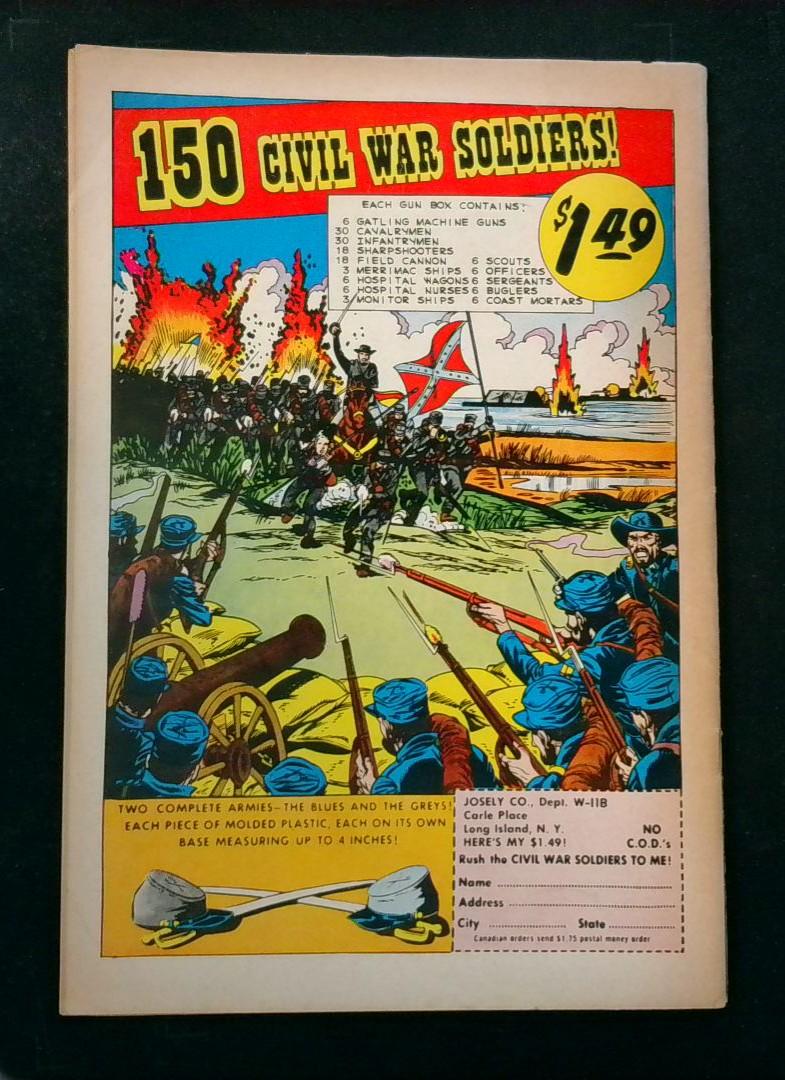 150 CIVIL WAR SOLDIERS!
$1.49
EACH GUN BOX CONTAINS:
6 GATLING MACHINE GUNS
30 CAVALRYMEN
30 INFANTRYMEN
18 SHARPSHOOTERS
18 FIELD CANNON 6 SCOUTS
3 MERRIMAC SHIPS 6 OFFICERS
6 HOSPITAL WAGONS 6 SERGEANTS
6 HOSPITAL NURSES 6 BUGLERS
3 MONITOR SHIPS 6 COAST MORTARS
TWO COMPLETE ARMIES—THE BLUES AND THE GREYS!
EACH PIECE OF MOLDED PLASTIC, EACH ON ITS OWN
BASE MEASURING UP TO 4 INCHES!
JOSELY CO., Dept. W-11B
Carle Place
Long Island, N. Y. NO
HERE'S MY $1.49! C.O.D.'s
Rush the CIVIL WAR SOLDIERS TO ME!
Name
Address
City State
Canadian orders send $1.75 postal money order